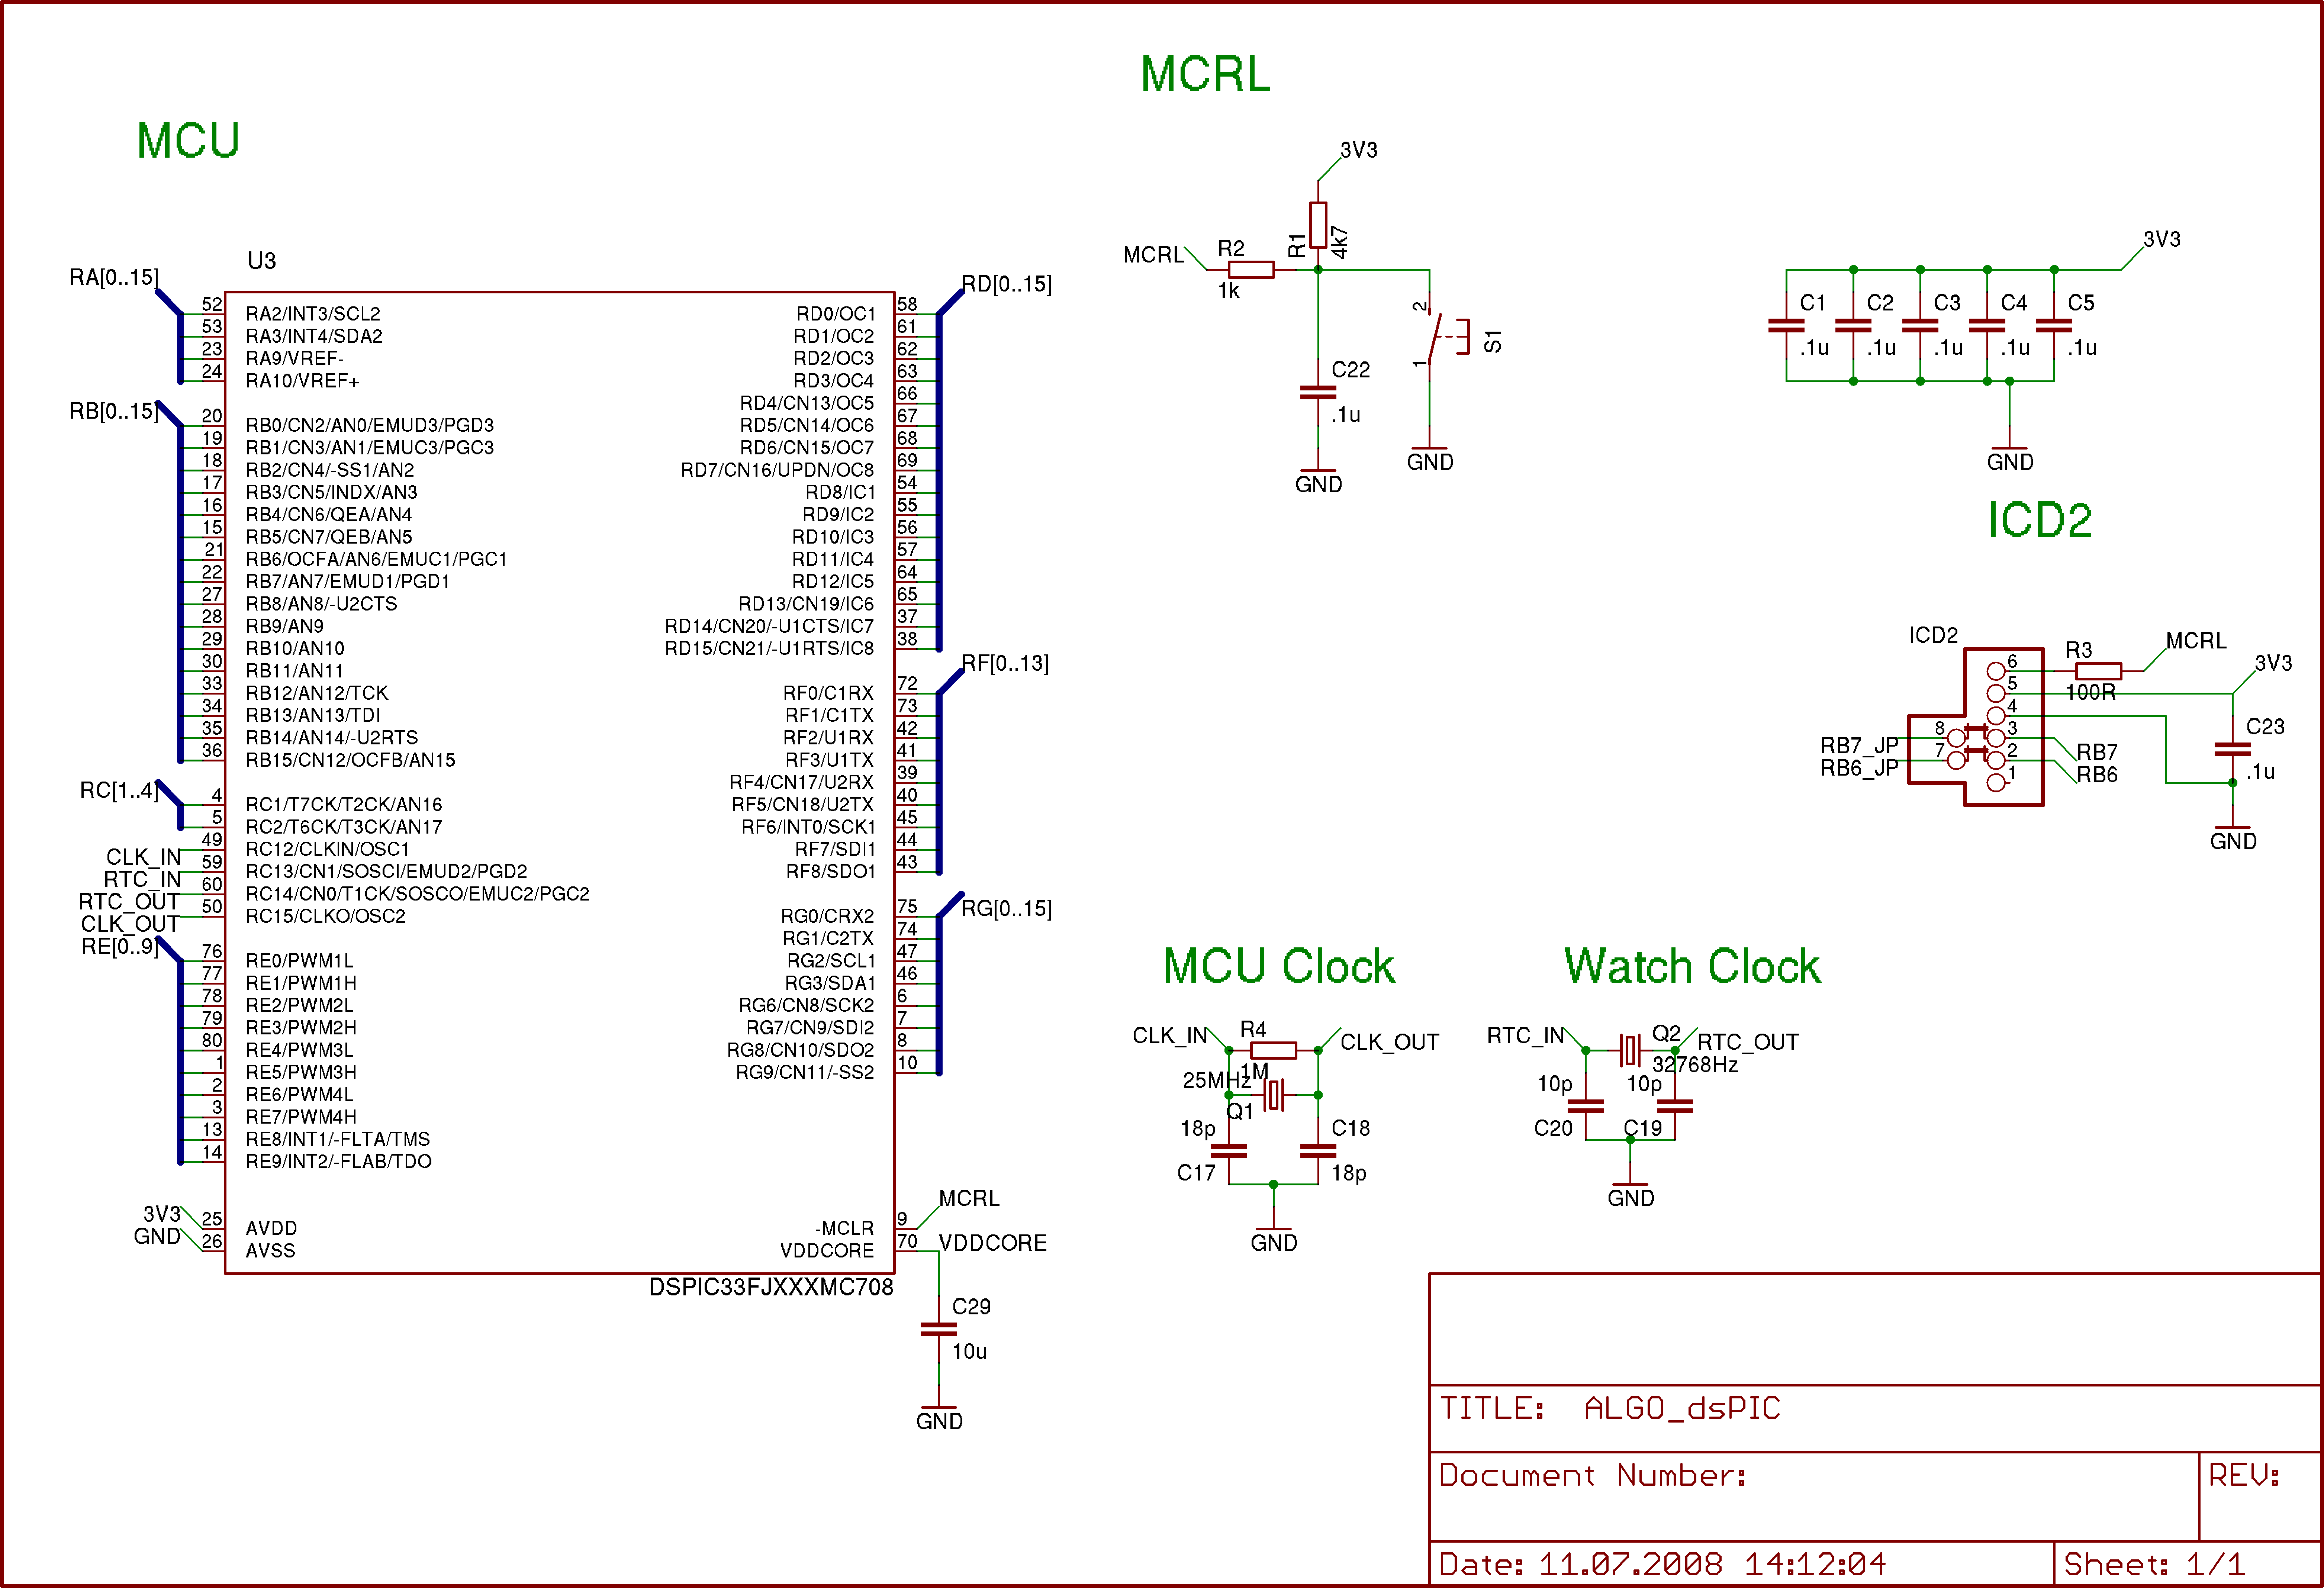 MCRL
MCU
3V3
R1
4k7
MCRL
R2
1k
2
1
S1
C22
.1u
GND
GND
3V3
C1
C2
C3
C4
C5
.1u
.1u
.1u
.1u
.1u
GND
U3
RA[0..15]
52 RA2/INT3/SCL2
53 RA3/INT4/SDA2
23 RA9/VREF-
24 RA10/VREF+
RB[0..15]
20 RB0/CN2/AN0/EMUD3/PGD3
19 RB1/CN3/AN1/EMUC3/PGC3
18 RB2/CN4/-SS1/AN2
17 RB3/CN5/INDX/AN3
16 RB4/CN6/QEA/AN4
15 RB5/CN7/QEB/AN5
21 RB6/OCFA/AN6/EMUC1/PGC1
22 RB7/AN7/EMUD1/PGD1
27 RB8/AN8/-U2CTS
28 RB9/AN9
29 RB10/AN10
30 RB11/AN11
33 RB12/AN12/TCK
34 RB13/AN13/TDI
35 RB14/AN14/-U2RTS
36 RB15/CN12/OCFB/AN15
RC[1..4]
4 RC1/T7CK/T2CK/AN16
5 RC2/T6CK/T3CK/AN17
CLK_IN 49 RC12/CLKIN/OSC1
RTC_IN 59 RC13/CN1/SOSCI/EMUD2/PGD2
RTC_OUT 60 RC14/CN0/T1CK/SOSCO/EMUC2/PGC2
CLK_OUT 50 RC15/CLKO/OSC2
RE[0..9]
76 RE0/PWM1L
77 RE1/PWM1H
78 RE2/PWM2L
79 RE3/PWM2H
80 RE4/PWM3L
1 RE5/PWM3H
2 RE6/PWM4L
3 RE7/PWM4H
13 RE8/INT1/-FLTA/TMS
14 RE9/INT2/-FLAB/TDO
3V3 25 AVDD
GND 26 AVSS
RD[0..15]
RD0/OC1 58
RD1/OC2 61
RD2/OC3 62
RD3/OC4 63
RD4/CN13/OC5 66
RD5/CN14/OC6 67
RD6/CN15/OC7 68
RD7/CN16/UPDN/OC8 69
RD8/IC1 54
RD9/IC2 55
RD10/IC3 56
RD11/IC4 57
RD12/IC5 64
RD13/CN19/IC6 65
RD14/CN20/-U1CTS/IC7 37
RD15/CN21/-U1RTS/IC8 38
RF[0..13]
RF0/C1RX 72
RF1/C1TX 73
RF2/U1RX 42
RF3/U1TX 41
RF4/CN17/U2RX 39
RF5/CN18/U2TX 40
RF6/INT0/SCK1 45
RF7/SDI1 44
RF8/SDO1 43
RG[0..15]
RG0/CRX2 75
RG1/C2TX 74
RG2/SCL1 47
RG3/SDA1 46
RG6/CN8/SCK2 6
RG7/CN9/SDI2 7
RG8/CN10/SDO2 8
RG9/CN11/-SS2 10
-MCLR 9 MCRL
VDDCORE 70 VDDCORE
DSPIC33FJXXXMC708
C29
10u
GND
ICD2
ICD2
6
5
4
3
2
1
8
7
RB7_JP
RB6_JP
R3
100R
MCRL
3V3
RB7
RB6
C23
.1u
GND
MCU Clock
CLK_IN
R4
1M
CLK_OUT
25MHz
Q1
18p
C17
C18
18p
GND
Watch Clock
RTC_IN
Q2
RTC_OUT
32768Hz
10p
10p
C20
C19
GND
TITLE: ALGO_dsPIC
Document Number:
REV:
Date: 11.07.2008 14:12:04
Sheet: 1/1